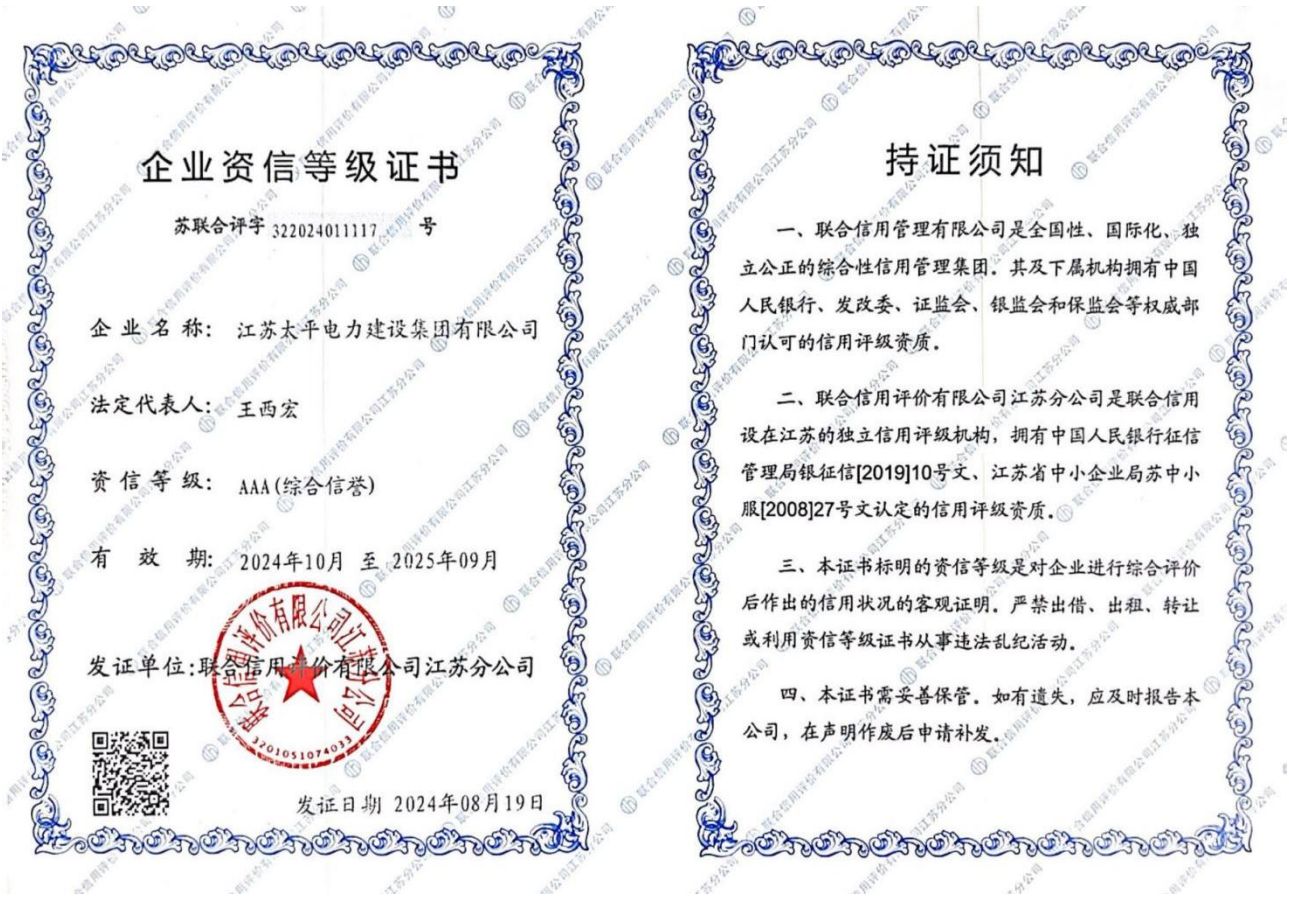 企业资信等级证书
苏联合评字 322024011117 号
企业名称： 江苏太平电力建设集团有限公司
法定代表人： 王西宏
资信等级： AAA(综合信誉)
有效期： 2024年10月 至 2025年09月
发证单位:联合信用评价有限公司江苏分公司
联合信用评价有限公司江苏分公司
3201051074033
发证日期 2024年08月19日
持证须知
一、联合信用管理有限公司是全国性、国际化、独
立公正的综合性信用管理集团。其及下属机构拥有中国
人民银行、发改委、证监会、银监会和保监会等权威部
门认可的信用评级资质。
二、联合信用评价有限公司江苏分公司是联合信用
设在江苏的独立信用评级机构，拥有中国人民银行征信
管理局银征信[2019]10号文、江苏省中小企业局苏中小
服[2008]27号文认定的信用评级资质。
三、本证书标明的资信等级是对企业进行综合评价
后作出的信用状况的客观证明。严禁出借、出租、转让
或利用资信等级证书从事违法乱纪活动。
四、本证书需妥善保管。如有遗失，应及时报告本
公司，在声明作废后申请补发。